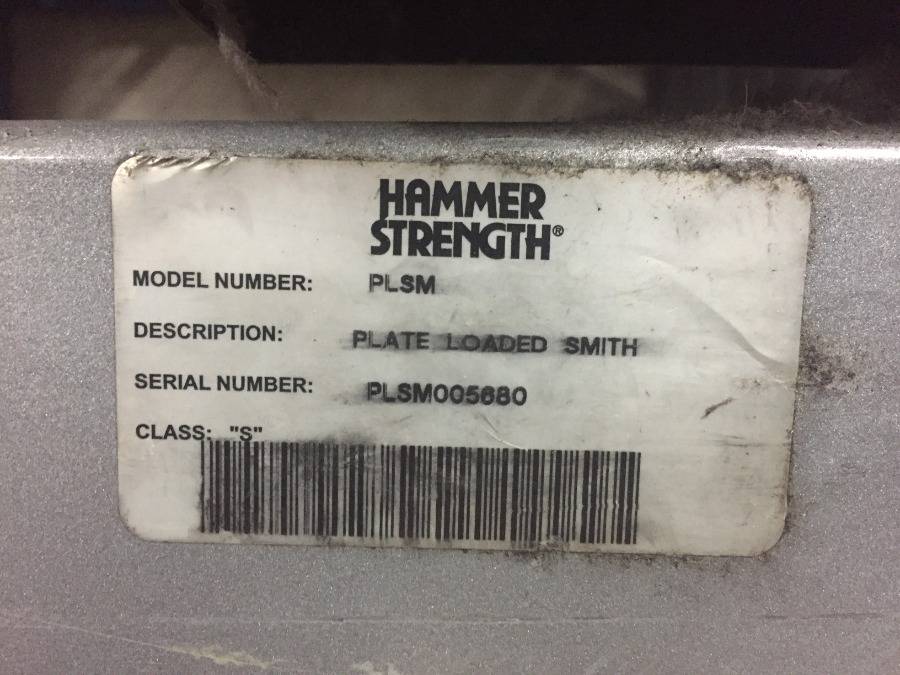 HAMMER
STRENGTH®
MODEL NUMBER: PLSM
DESCRIPTION: PLATE LOADED SMITH
SERIAL NUMBER: PLSM005680
CLASS: "S"